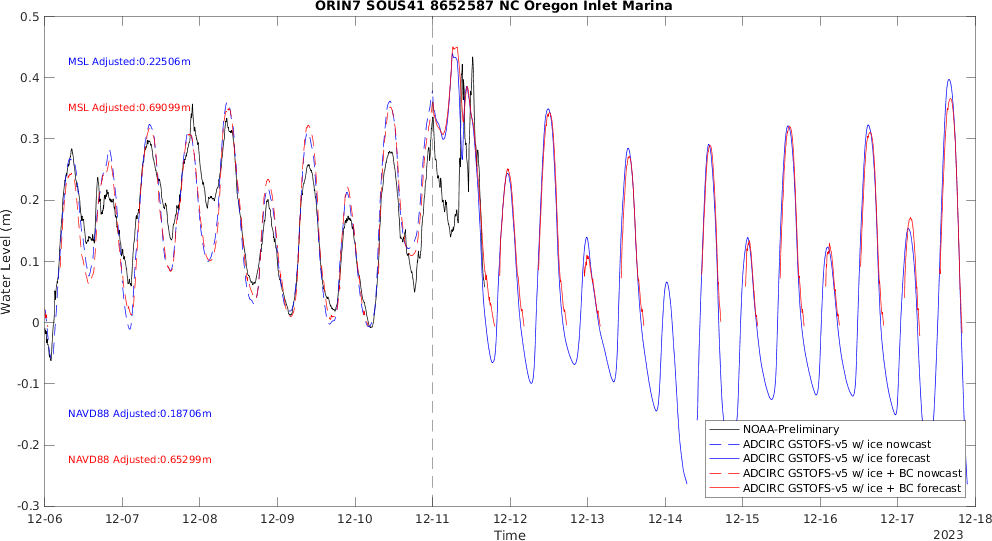 ORIN7 SOUS41 8652587 NC Oregon Inlet Marina
0.5
0.4
0.3
0.2
0.1
0
-0.1
-0.2
-0.3
Water Level (m)
MSL Adjusted:0.22506m
MSL Adjusted:0.69099m
NAVD88 Adjusted:0.18706m
NAVD88 Adjusted:0.65299m
NOAA-Preliminary
ADCIRC GSTOFS-v5 w/ ice nowcast
ADCIRC GSTOFS-v5 w/ ice forecast
ADCIRC GSTOFS-v5 w/ ice + BC nowcast
ADCIRC GSTOFS-v5 w/ ice + BC forecast
12-06 12-07 12-08 12-09 12-10 12-11 12-12 12-13 12-14 12-15 12-16 12-17 12-18
Time
2023